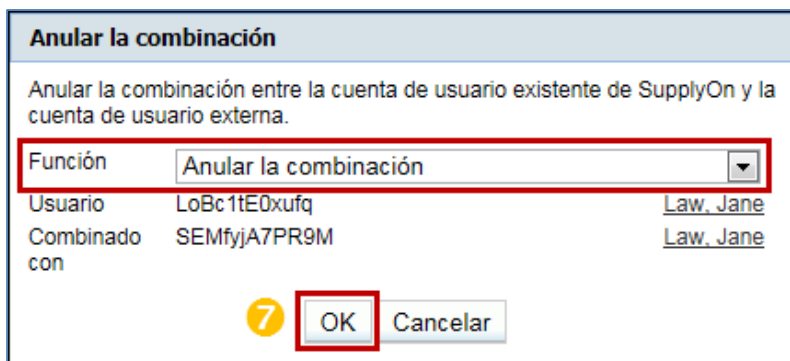 Anular la combinación
Anular la combinación entre la cuenta de usuario existente de SupplyOn y la
cuenta de usuario externa.
Función Anular la combinación
Usuario LoBc1tE0xufq Law, Jane
Combinado con SEMfyjA7PR9M Law, Jane
7 OK Cancelar